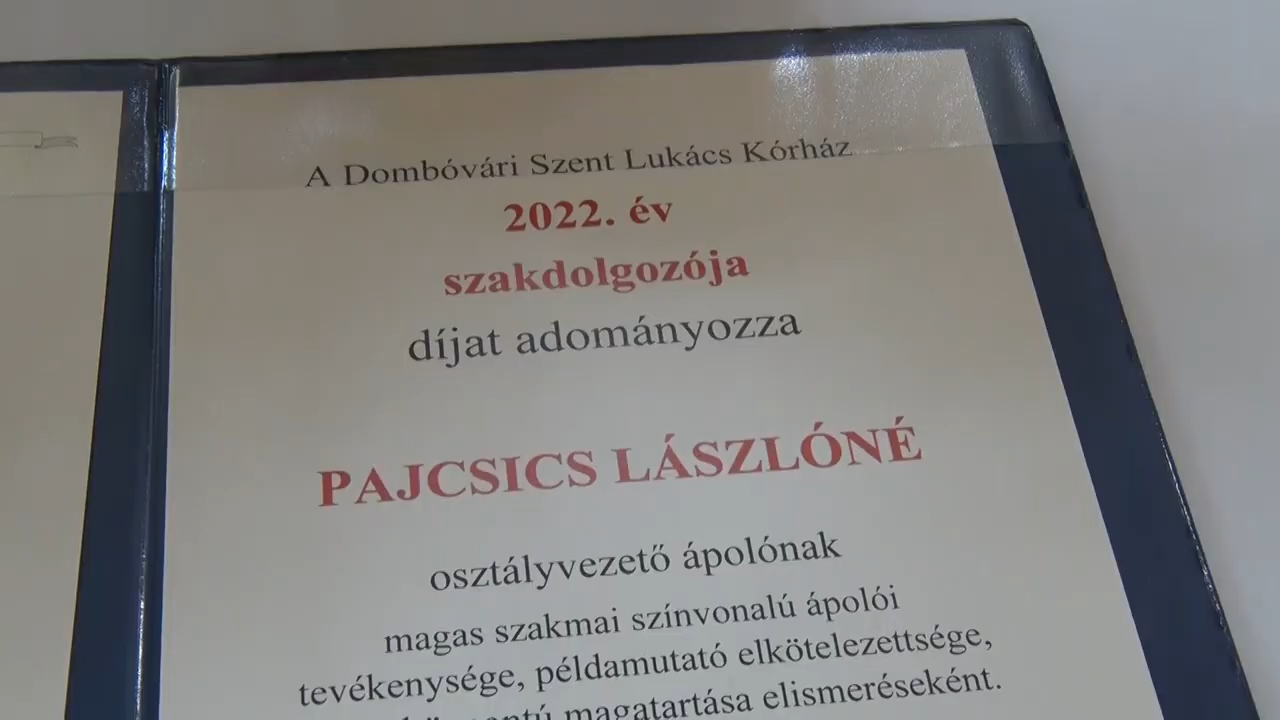 A Dombóvári Szent Lukács Kórház
2022. év
szakdolgozója
díjat adományozza
PAJCSICS LÁSZLÓNÉ
osztályvezető ápolónak
magas szakmai színvonalú ápolói
tevékenysége, példamutató elkötelezettsége,
magatartása elismeréseként.